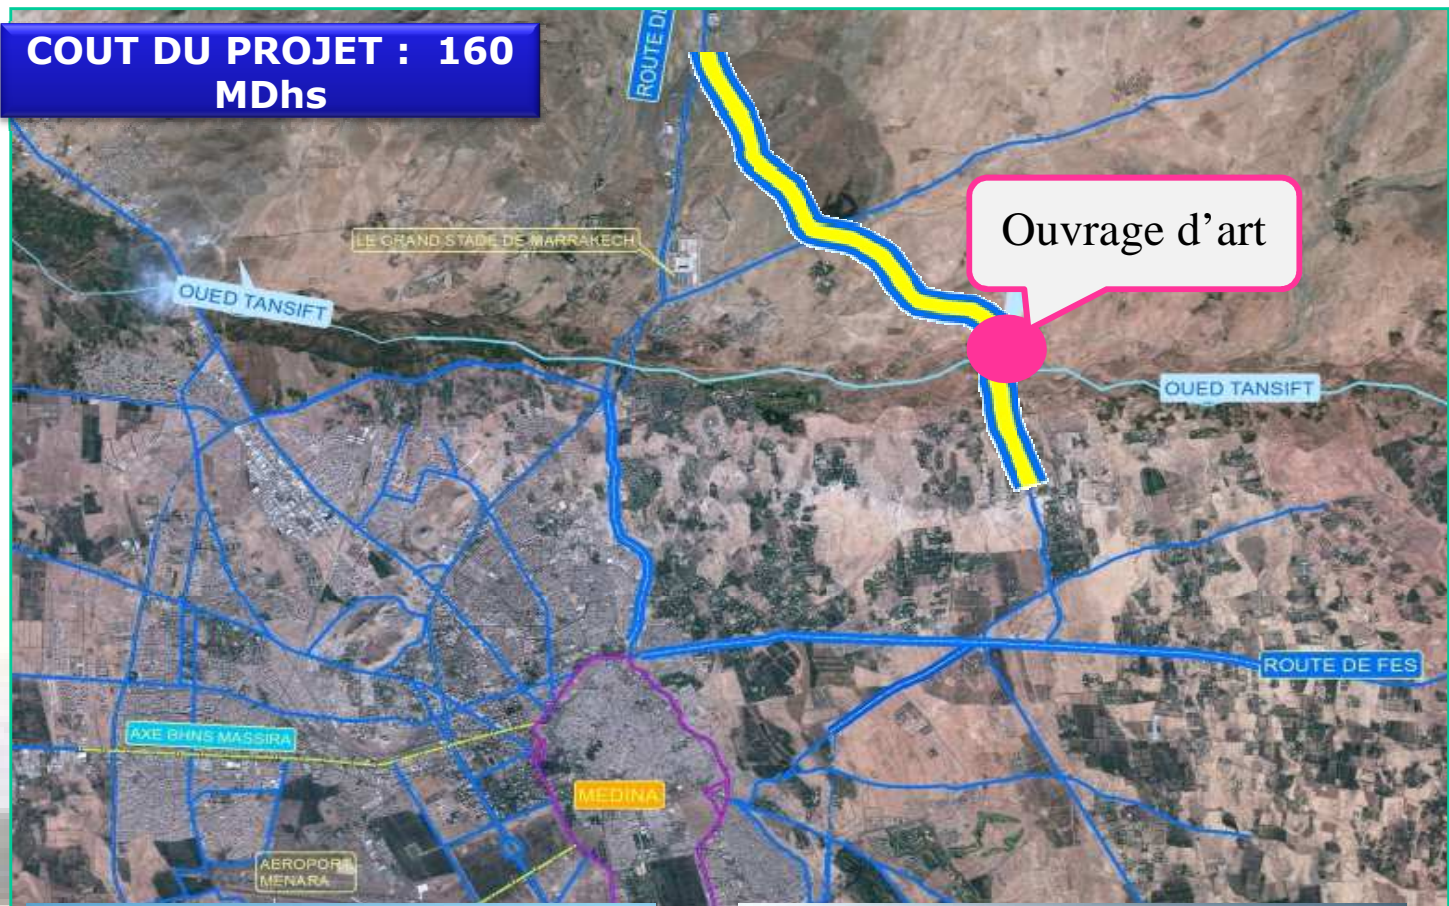 COUT DU PROJET : 160
MDhs
ROUTE
Ouvrage d’art
LE GRAND STADE DE MARRAKECH
OUED TANSIFT
OUED TANSIFT
ROUTE DE FES
AXE BHNS MASSIRA
MEDINA
AEROPORT
MENARA